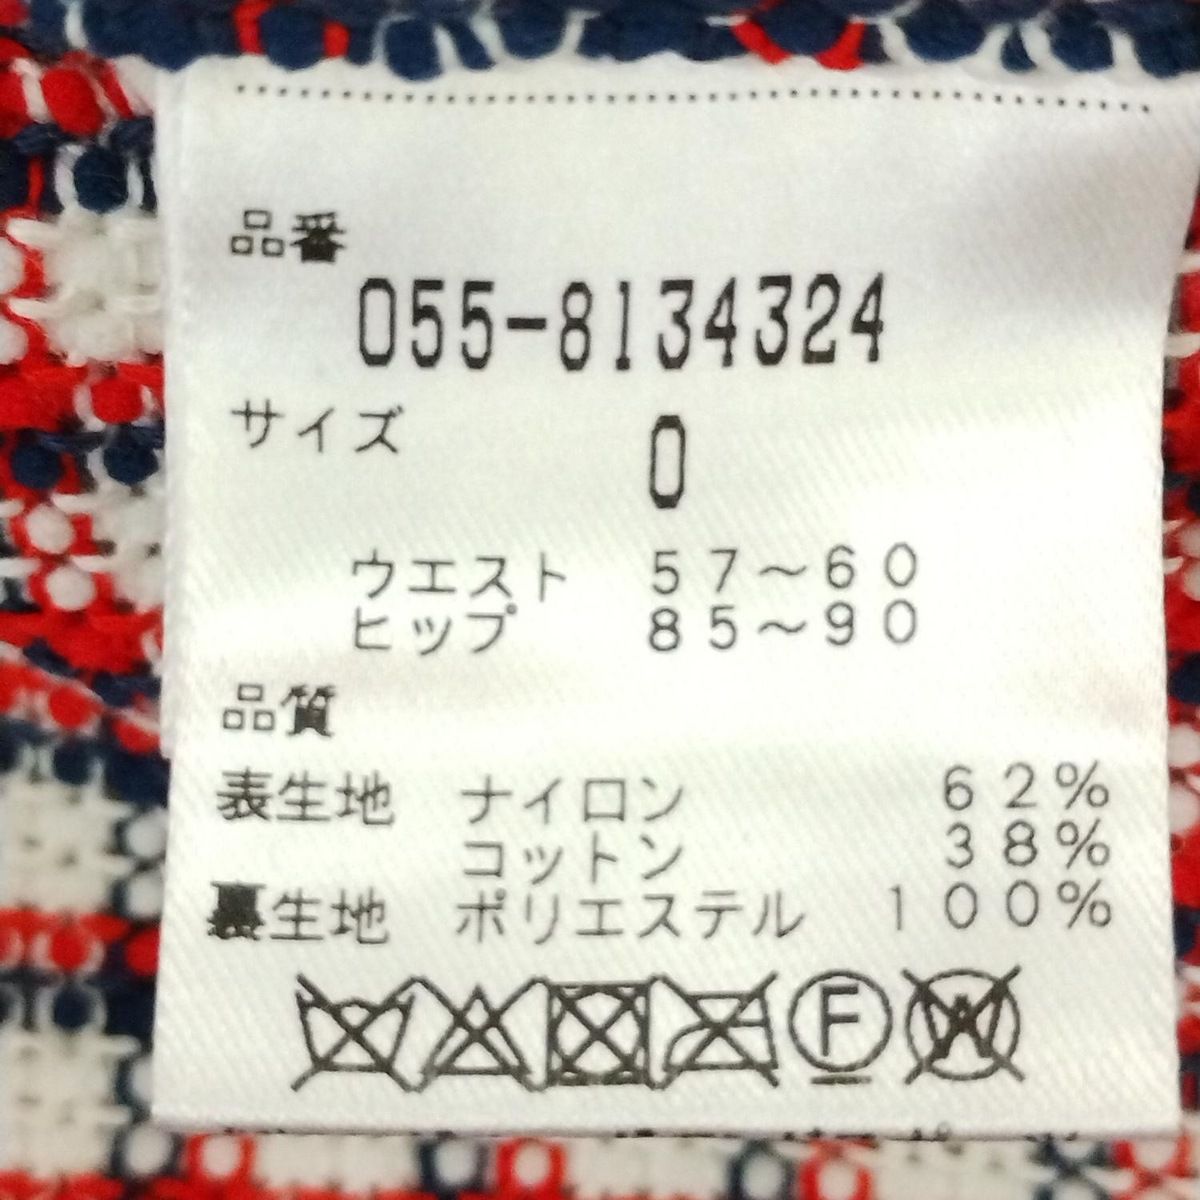 品番
055-8134324
サイズ 0
ウエスト 57〜60
ヒップ 85〜90
品質
表生地 ナイロン 62%
コットン 38%
裏生地 ポリエステル 100%
F W